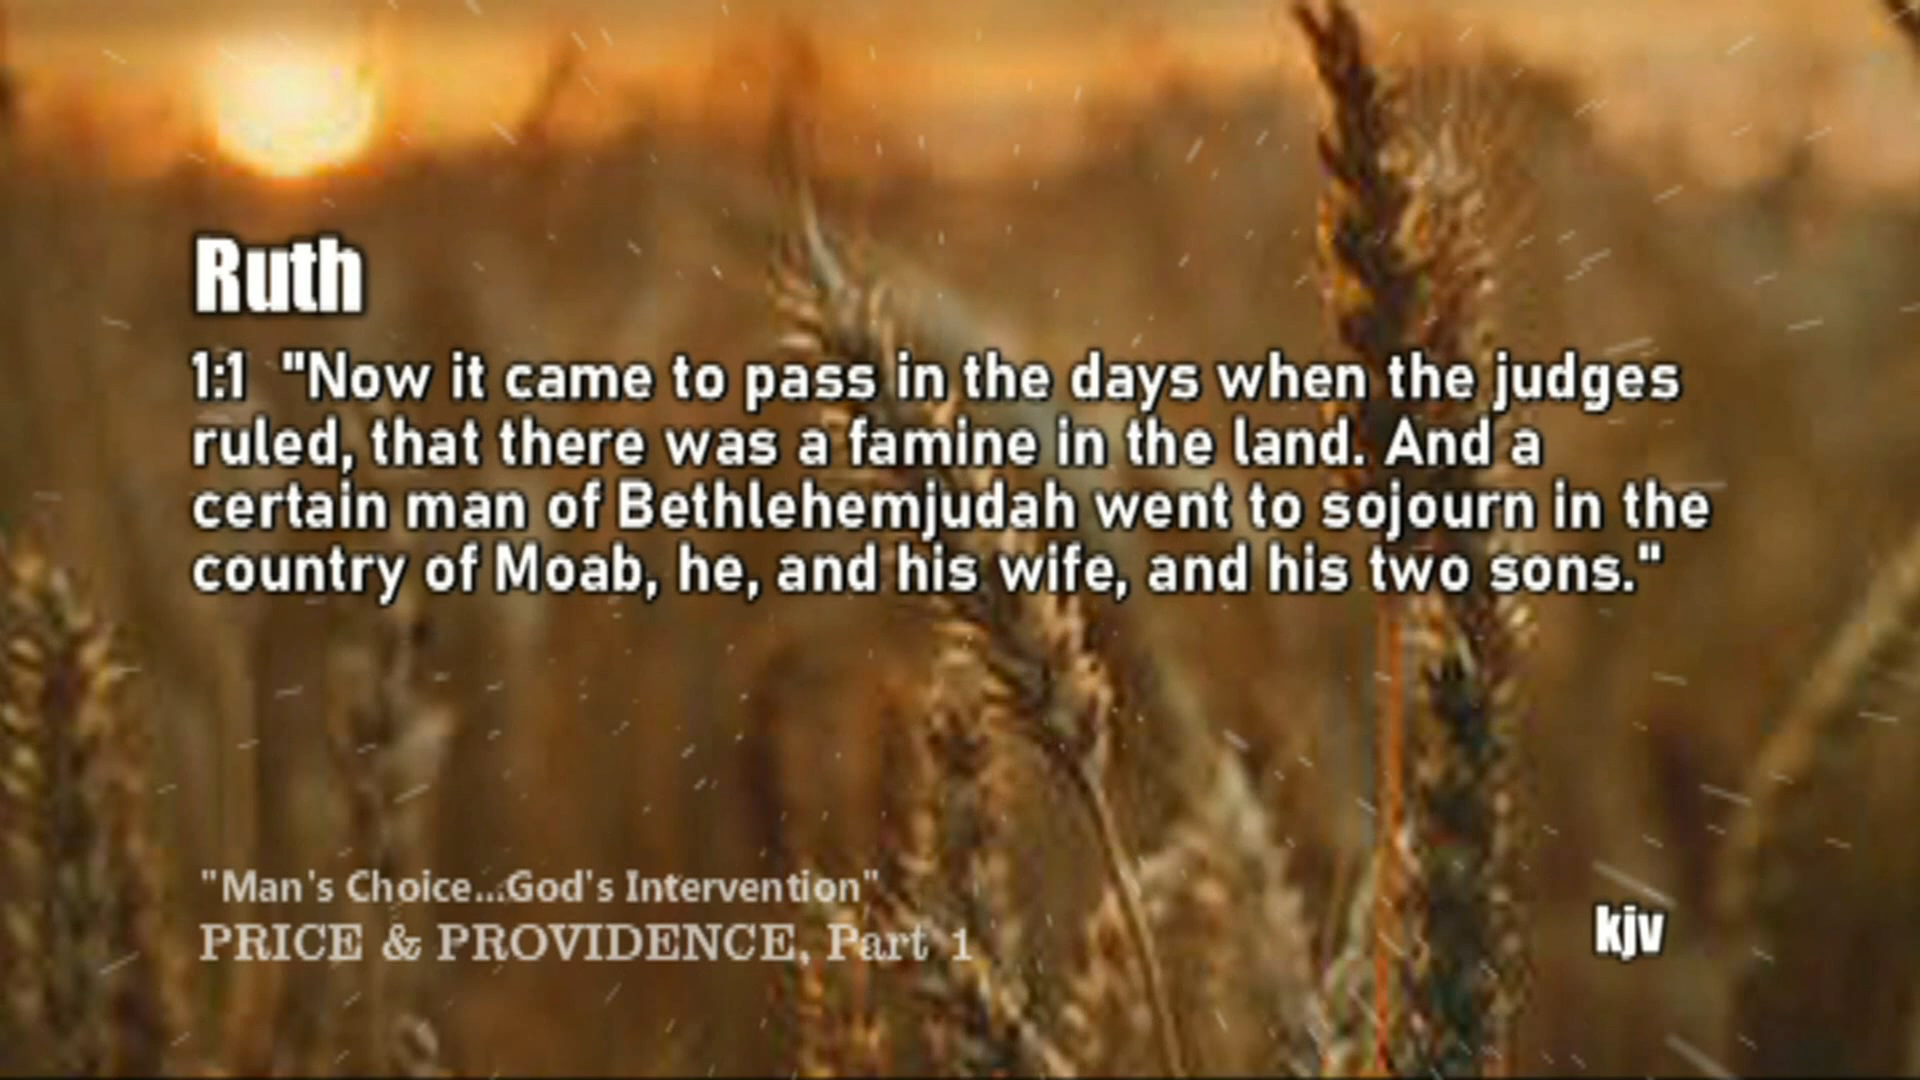 Ruth
1:1 "Now it came to pass in the days when the judges
ruled, that there was a famine in the land. And a
certain man of Bethlehemjudah went to sojourn in the
country of Moab, he, and his wife, and his two sons."
"Man's Choice...God's Intervention"
PRICE & PROVIDENCE, Part 1
kjv